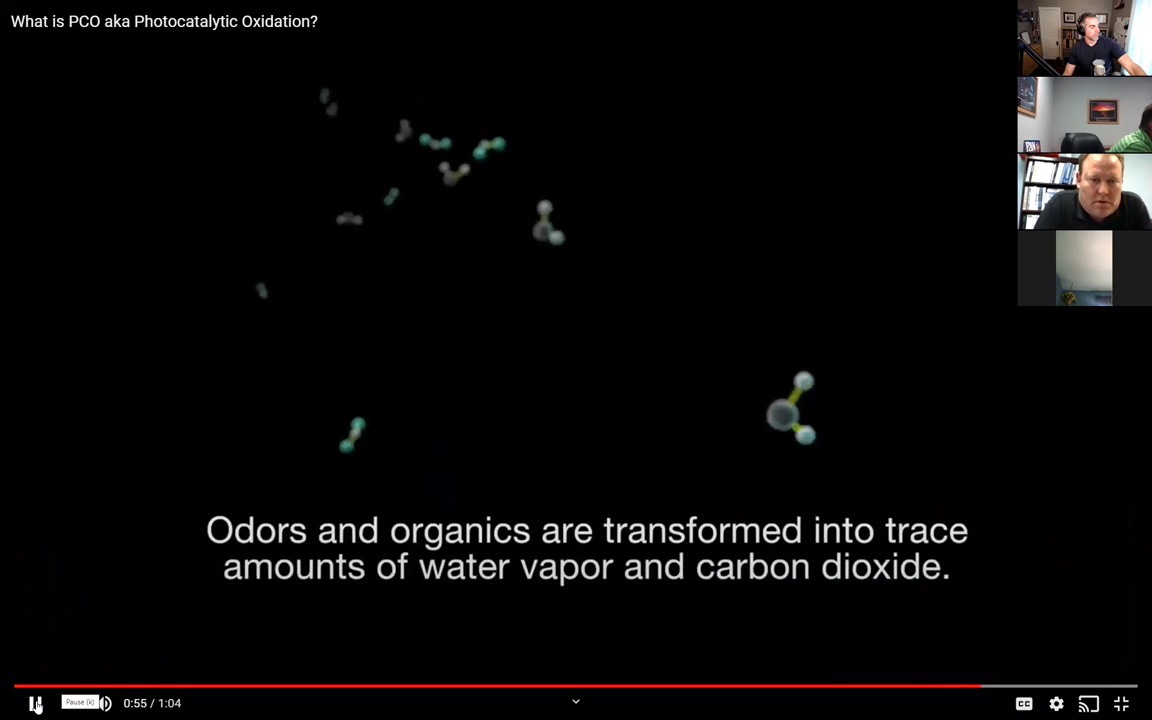 What is PCO aka Photocatalytic Oxidation?
Odors and organics are transformed into trace
amounts of water vapor and carbon dioxide.
Pause (k)
0:55 / 1:04
CC